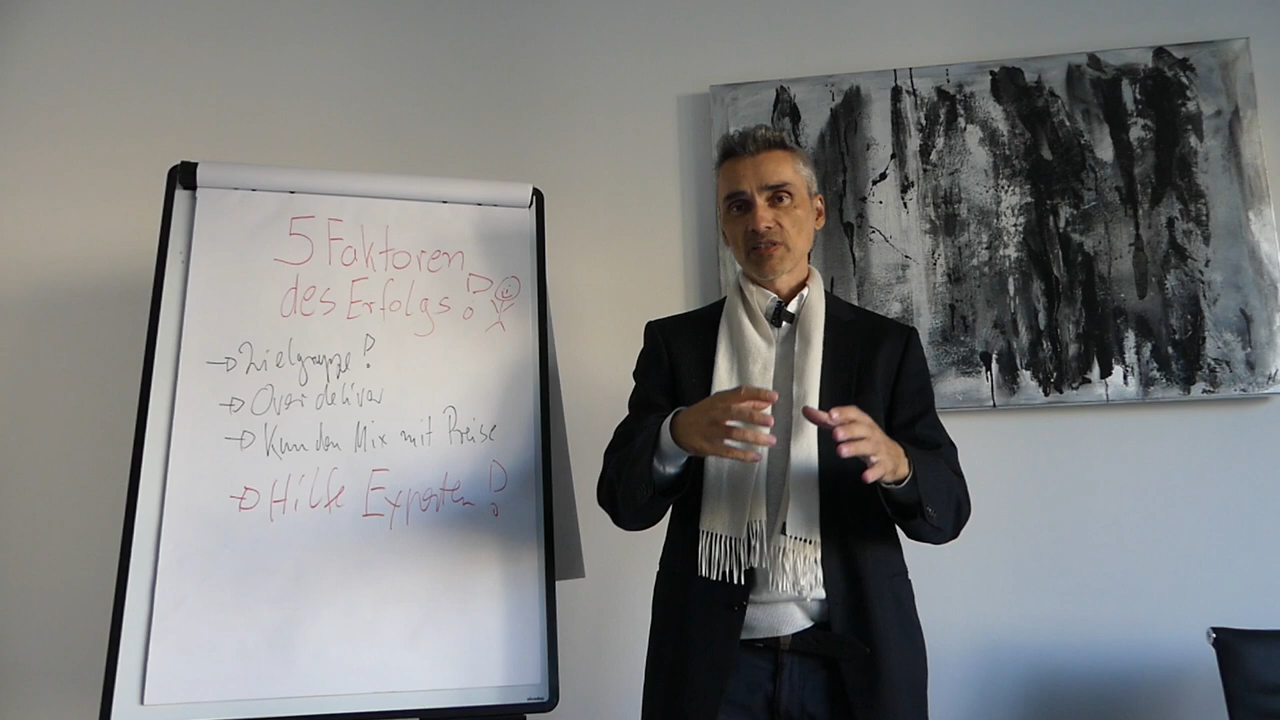 5 Faktoren
des Erfolgs!
→ Zielgruppe!
→ Over deliver
→ Kunden Mix mit Preise
→ Hilfe Experten!